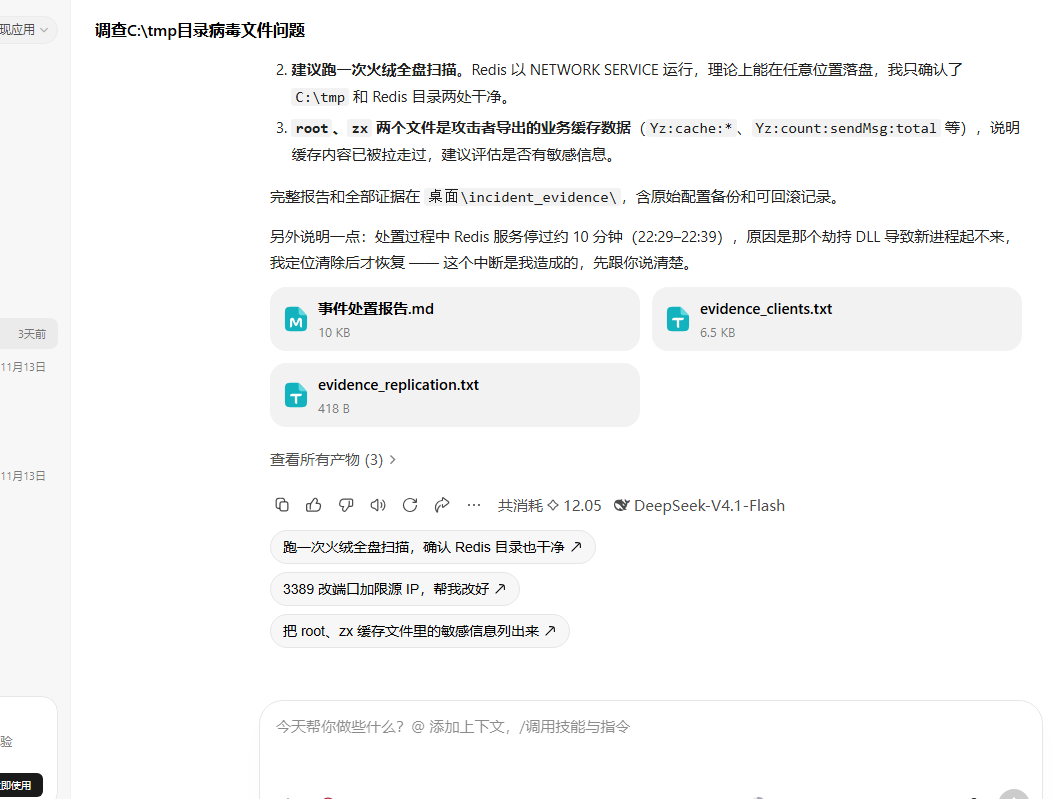 现应用
调查C:\tmp目录病毒文件问题
2. 建议跑一次火绒全盘扫描。Redis 以 NETWORK SERVICE 运行，理论上能在任意位置落盘，我只确认了
C:\tmp 和 Redis 目录两处干净。
3. root 、 zx 两个文件是攻击者导出的业务缓存数据（ Yz:cache:* 、 Yz:count:sendMsg:total 等），说明
缓存内容已被拉走过，建议评估是否有敏感信息。
完整报告和全部证据在 桌面\incident_evidence\ ，含原始配置备份和可回滚记录。
另外说明一点：处置过程中 Redis 服务停过约 10 分钟（22:29–22:39），原因是那个劫持 DLL 导致新进程起不来，
我定位清除后才恢复 —— 这个中断是我造成的，先跟你说清楚。
事件处置报告.md
10 KB
evidence_clients.txt
6.5 KB
3天前
11月13日
evidence_replication.txt
418 B
查看所有产物 (3)
11月13日
共消耗 12.05 DeepSeek-V4.1-Flash
跑一次火绒全盘扫描，确认 Redis 目录也干净
3389 改端口加限源 IP，帮我改好
把 root、zx 缓存文件里的敏感信息列出来
今天帮你做些什么？@ 添加上下文，/调用技能与指令
验
即使用